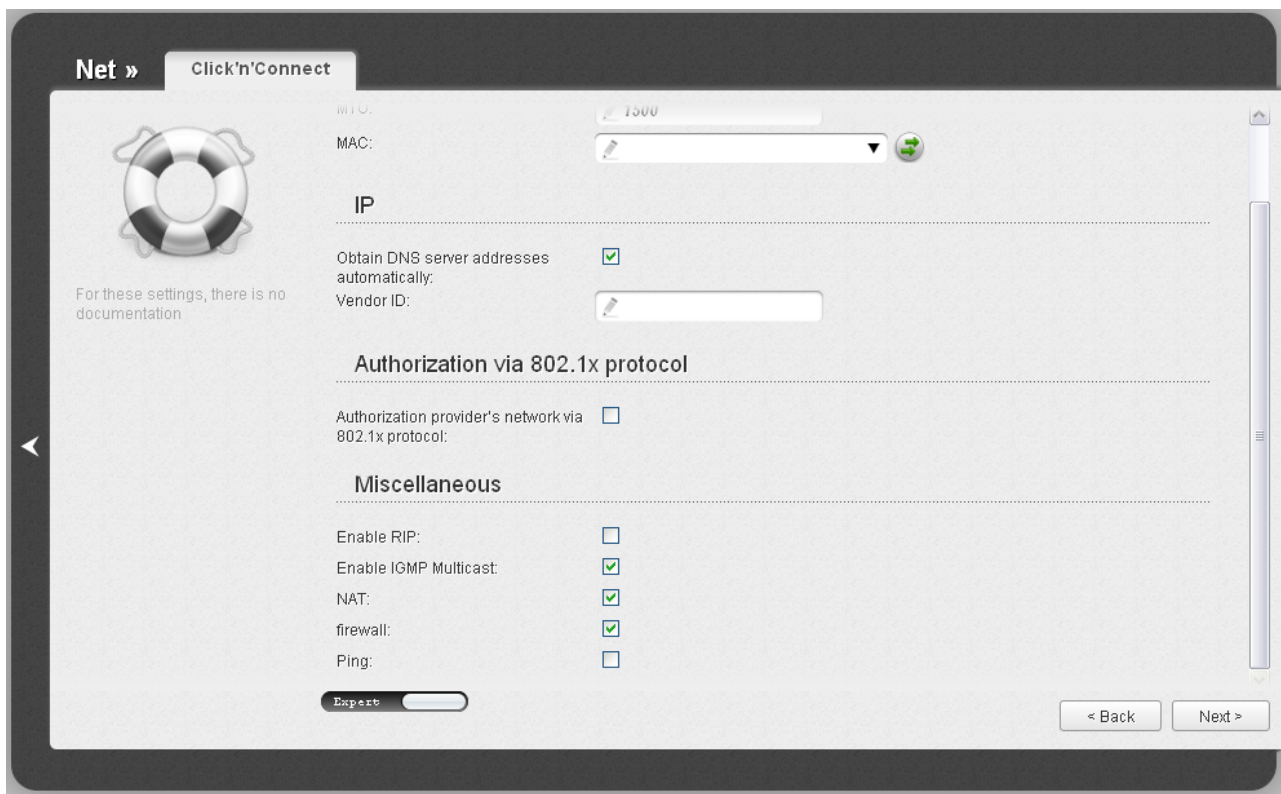 Net »
Click'n'Connect
MTU:
1500
MAC:
For these settings, there is no
documentation
IP
Obtain DNS server addresses
automatically:
Vendor ID:
Authorization via 802.1x protocol
Authorization provider's network via
802.1x protocol:
Miscellaneous
Enable RIP:
Enable IGMP Multicast:
NAT:
firewall:
Ping:
Expert
< Back
Next >